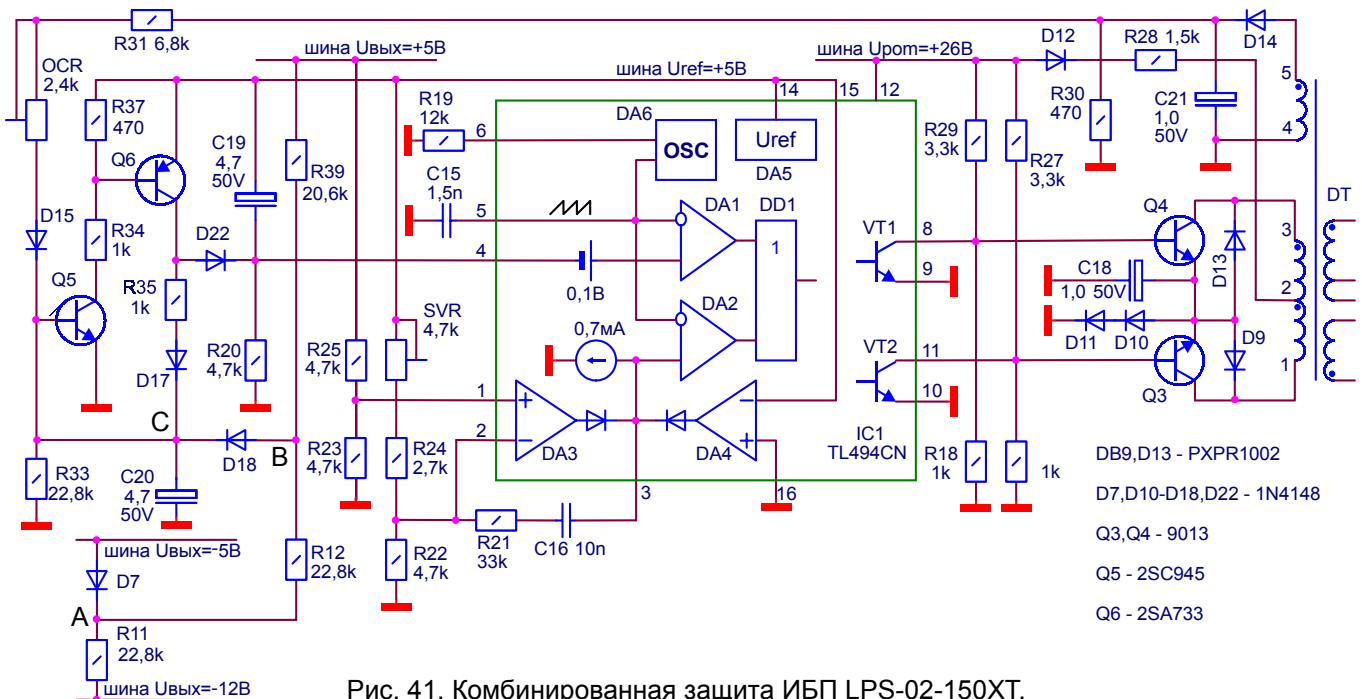 R31 6,8k
OCR
2,4k
шина Uвых=+5В
шина Uрот=+26В
D12
R28 1,5k
D14
шина Uref=+5В
14
15
12
5
4
R37
470
R19
12k
6
DA6
OSC
Uref
DA5
R30
470
C21
1,0
50V
Q6
C19
4,7
50V
R39
20,6k
R29
3,3k
R27
3,3k
C15
1,5n
5
DA1
DD1
1
DT
D15
R34
1k
D22
4
VT1
8
9
Q4
3
D13
C18
1,0 50V
2
0,1В
DA2
Q5
R35
1k
SVR
4,7k
0,7мА
D11
D10
D9
D17
R20
4,7k
R25
4,7k
VT2
11
10
Q3
1
1
2
DA3
DA4
C
D18
B
R23
4,7k
R24
2,7k
IC1
TL494CN
R18
1k
1k
R33
22,8k
C20
4,7
50V
3
16
DB9,D13 - PXPR1002
D7,D10-D18,D22 - 1N4148
Q3,Q4 - 9013
Q5 - 2SC945
Q6 - 2SA733
R21
33k
C16 10n
шина Uвых=-5В
D7
R12
22,8k
R22
4,7k
A
R11
22,8k
шина Uвых=-12В
Рис. 41. Комбинированная защита ИБП LPS-02-150XT.